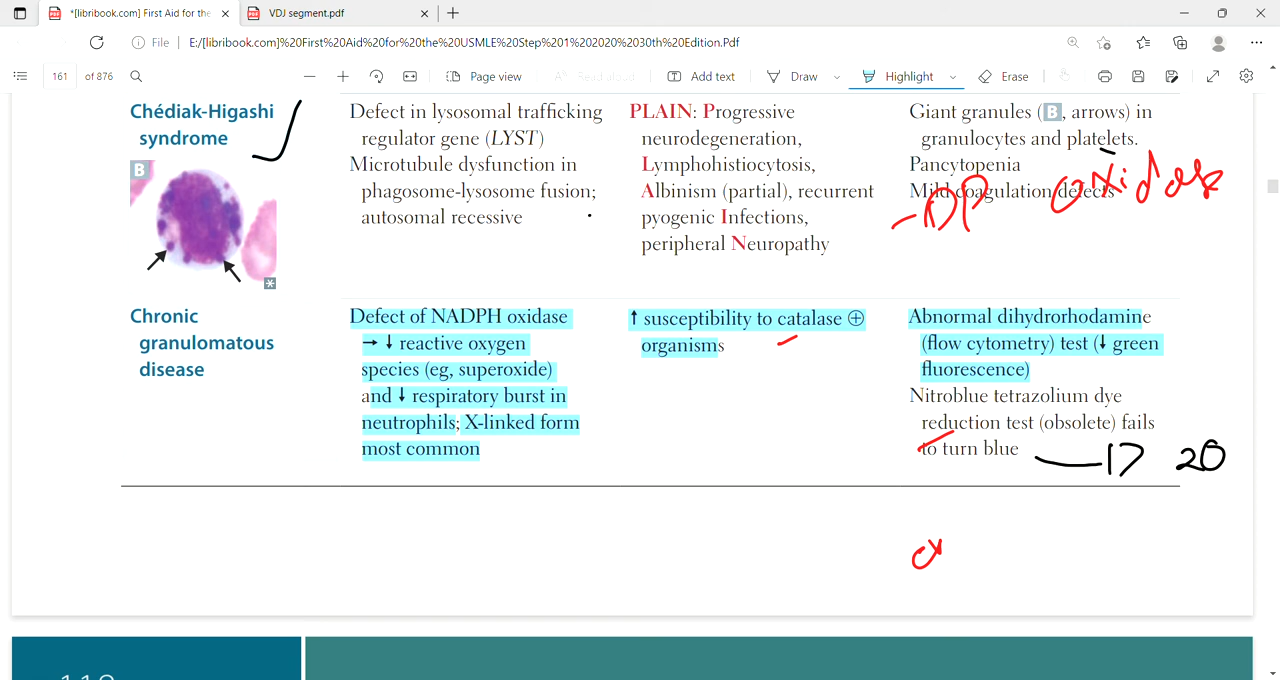 *[libribook.com] First Aid for the
VDJ segment.pdf
File
E:/[libribook.com]%20First%20Aid%20for%20the%20USMLE%20Step%201%202020%2030th%20Edition.Pdf
161 of 876
Page view
Read aloud
Add text
Draw
Highlight
Erase
Chédiak-Higashi
syndrome
B
Defect in lysosomal trafficking
regulator gene (LYST)
Microtubule dysfunction in
phagosome-lysosome fusion;
autosomal recessive
PLAIN: Progressive
neurodegeneration,
Lymphohistiocytosis,
Albinism (partial), recurrent
pyogenic Infections,
peripheral Neuropathy
Giant granules (B, arrows) in
granulocytes and platelets.
Pancytopenia
Mild coagulation defects
oxidase
Chronic
granulomatous
disease
Defect of NADPH oxidase
→ ↓ reactive oxygen
species (eg, superoxide)
and ↓ respiratory burst in
neutrophils; X-linked form
most common
↑ susceptibility to catalase ⊕
organisms
Abnormal dihydrorhodamine
(flow cytometry) test (↓ green
fluorescence)
Nitroblue tetrazolium dye
reduction test (obsolete) fails
to turn blue
17 20